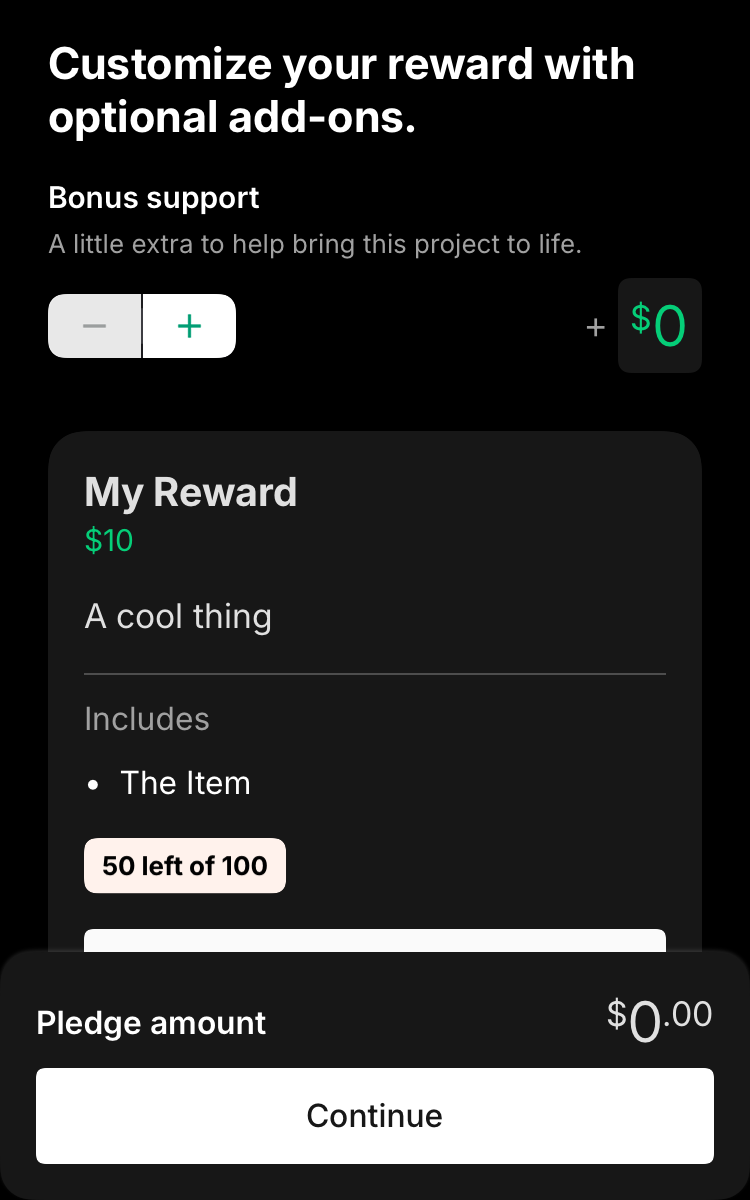 Customize your reward with
optional add-ons.
Bonus support
A little extra to help bring this project to life.
− + + $0
My Reward
$10
A cool thing
Includes
• The Item
50 left of 100
Pledge amount $0.00
Continue